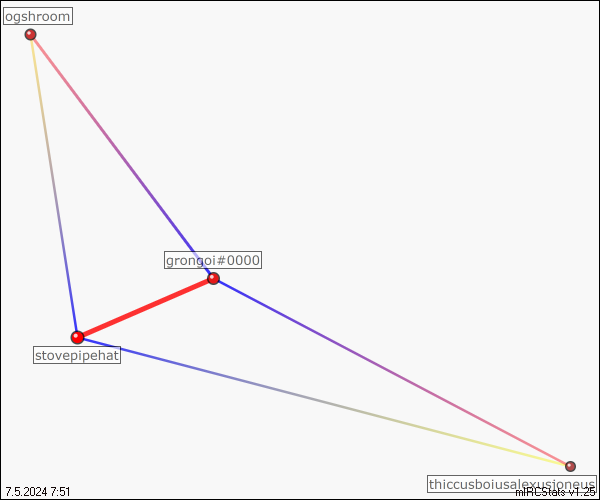 ogshroom
grongoi#0000
stovepipehat
thiccusboiusalexusioneus
7.5.2024 7:51
mIRCStats v1.25